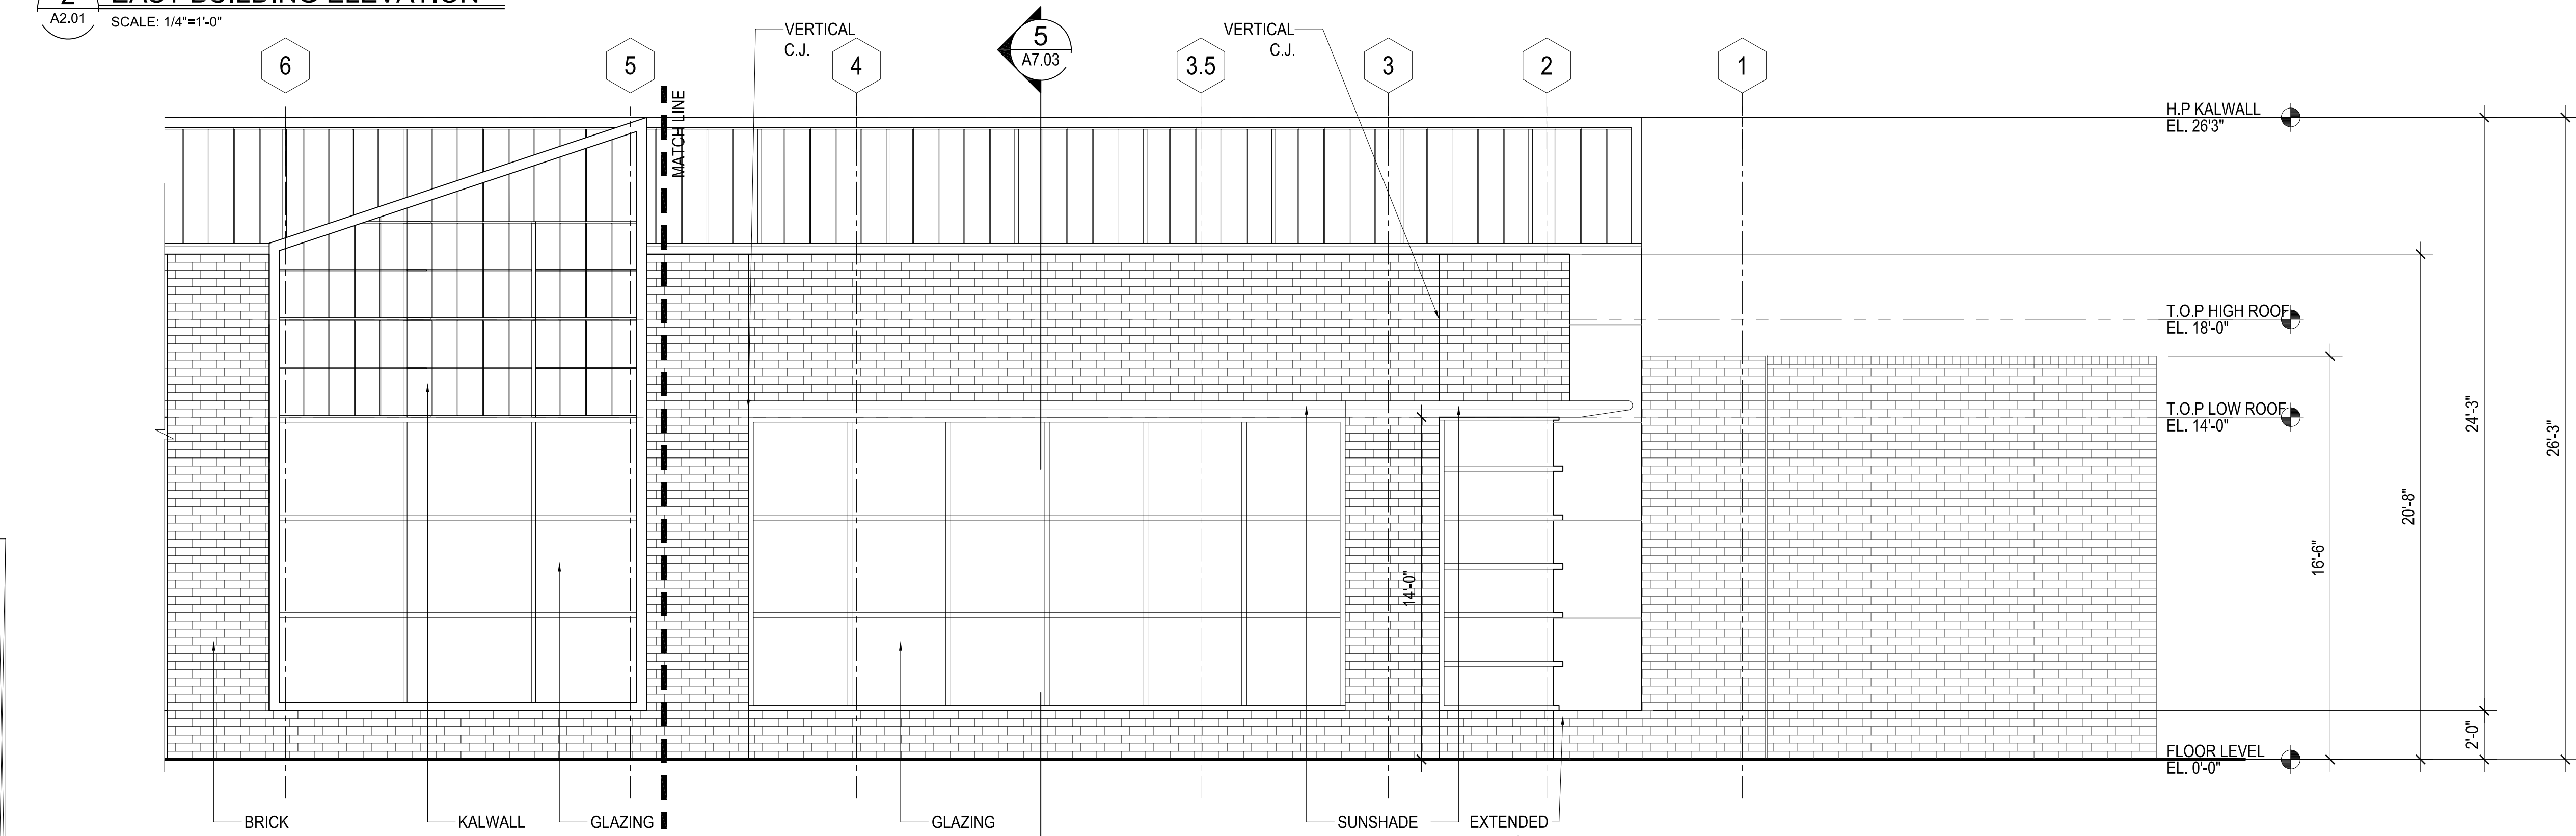 EAST BUILDING ELEVATION
A2.01
SCALE: 1/4"=1'-0"
VERTICAL
C.J.
5
A7.03
VERTICAL
C.J.
6
5
4
3.5
3
2
1
MATCH LINE
H.P KALWALL
EL. 26'3"
T.O.P HIGH ROOF
EL. 18'-0"
T.O.P LOW ROOF
EL. 14'-0"
24'-3"
26'-3"
20'-8"
16'-6"
14'-0"
2'-0"
FLOOR LEVEL
EL. 0'-0"
BRICK
KALWALL
GLAZING
GLAZING
SUNSHADE
EXTENDED